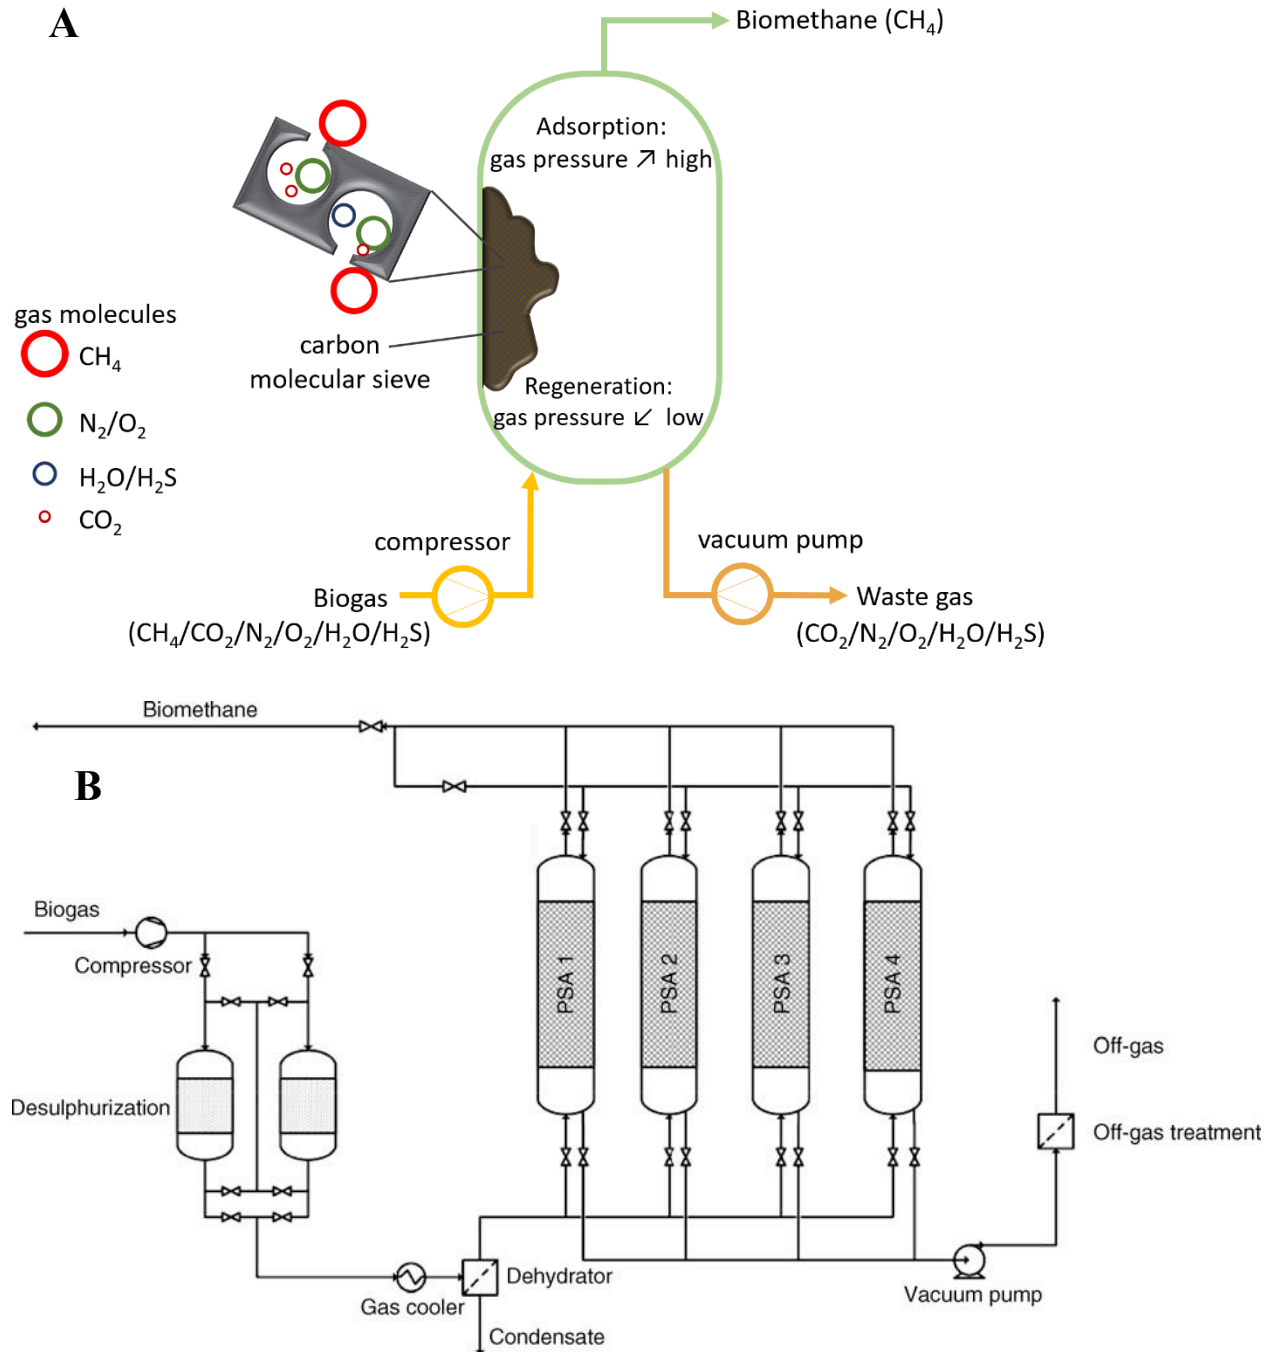 A
Biomethane (CH₄)
Adsorption:
gas pressure ↗ high
gas molecules
CH₄
N₂/O₂
H₂O/H₂S
CO₂
carbon
molecular sieve
Regeneration:
gas pressure ↙ low
compressor
vacuum pump
Biogas
(CH₄/CO₂/N₂/O₂/H₂O/H₂S)
Waste gas
(CO₂/N₂/O₂/H₂O/H₂S)
Biomethane
B
Biogas
Compressor
Desulphurization
PSA 1
PSA 2
PSA 3
PSA 4
Off-gas
Off-gas treatment
Dehydrator
Gas cooler
Vacuum pump
Condensate